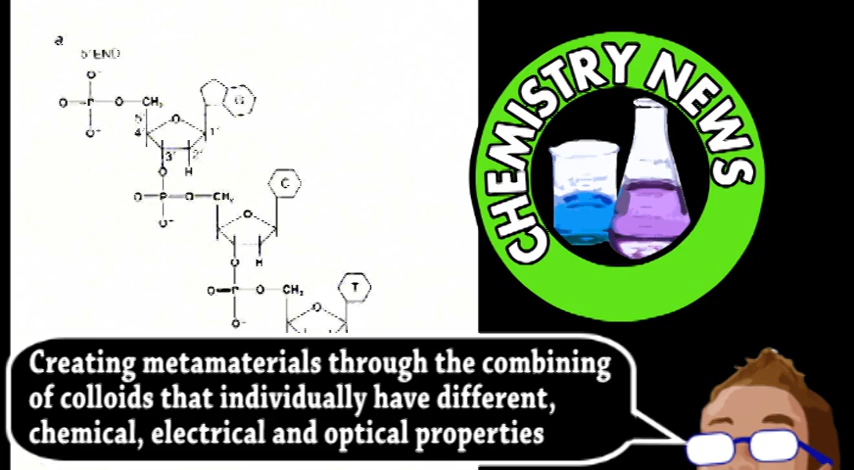 a
5' END
O⁻
O P O CH₂
O⁻
O
G
5'
4'
1'
3'
2'
H
O
O P O CH₂
O⁻
C
O
H
O
O P O CH₂
O⁻
T
O
CHEMISTRY NEWS
Creating metamaterials through the combining
of colloids that individually have different,
chemical, electrical and optical properties